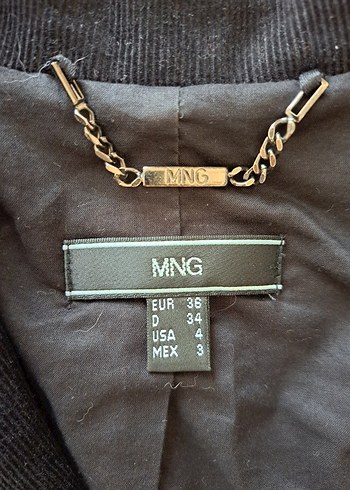 MNG
MNG
EUR 36
D 34
USA 4
MEX 3